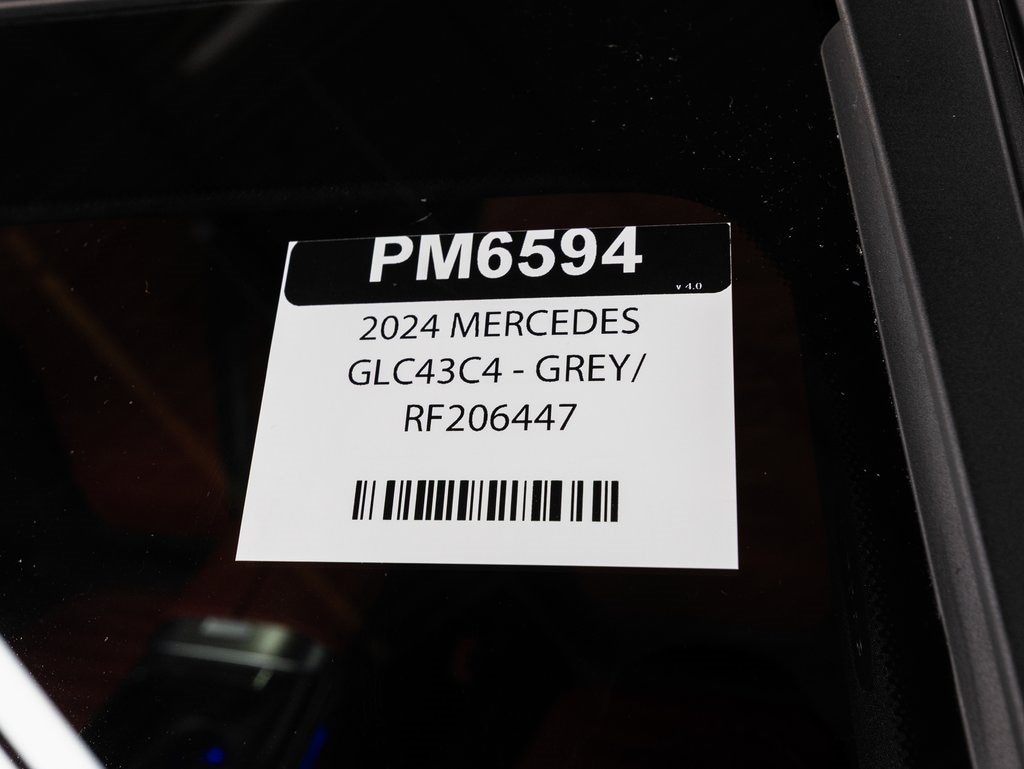 PM6594
v 4.0
2024 MERCEDES
GLC43C4 - GREY/
RF206447